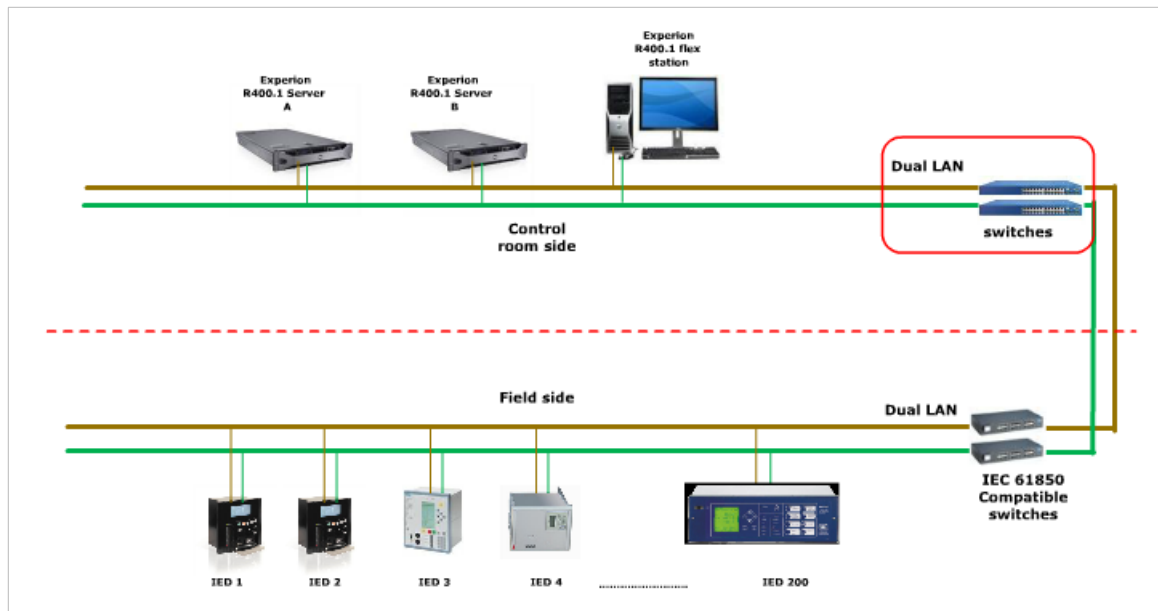 Experion
R400.1 Server
A
Experion
R400.1 Server
B
Experion
R400.1 flex
station
Dual LAN
switches
Control
room side
Field side
Dual LAN
IEC 61850
Compatible
switches
IED 1
IED 2
IED 3
IED 4
........................
IED 200